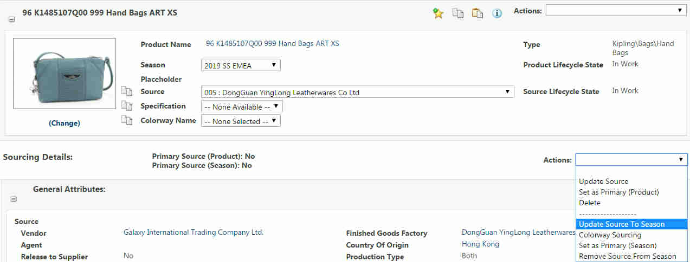 96 K1485107Q00 999 Hand Bags ART XS
Actions:
Product Name 96 K1485107Q00 999 Hand Bags ART XS
Type Kipling\Bags\Hand Bags
Season 2019 SS EMEA
Product Lifecycle State In Work
Placeholder
Source 005 : DongGuan YingLong Leatherwares Co Ltd
Source Lifecycle State In Work
Specification -- None Available --
(Change)
Colorway Name -- None Selected --
Sourcing Details:
Primary Source (Product): No
Primary Source (Season): No
Actions:
Update Source
Set as Primary (Product)
Delete
-------------------
Update Source To Season
Colorway Sourcing
Set as Primary (Season)
Remove Source From Season
General Attributes:
Source
Vendor Galaxy International Trading Company Ltd.
Finished Goods Factory DongGuan YingLong Leatherwares
Agent
Country Of Origin Hong Kong
Release to Supplier No
Production Type Both